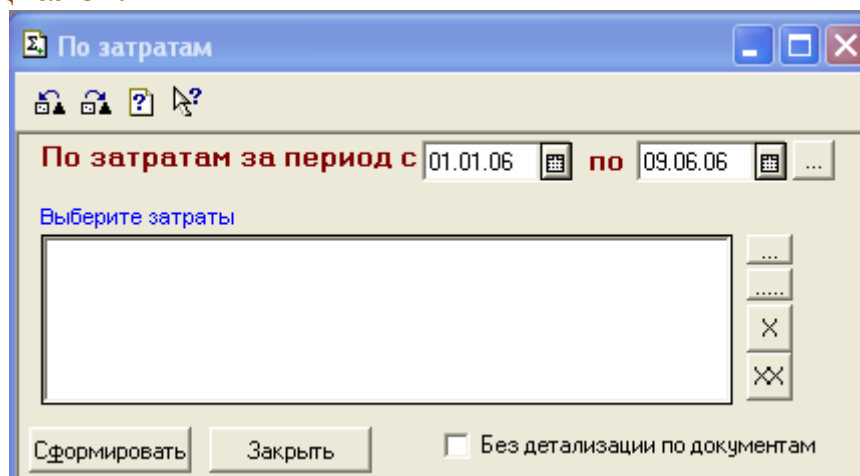 По затратам
По затратам за период с 01.01.06 по 09.06.06 ...
Выберите затраты
...
.....
X
XX
Сформировать Закрыть Без детализации по документам